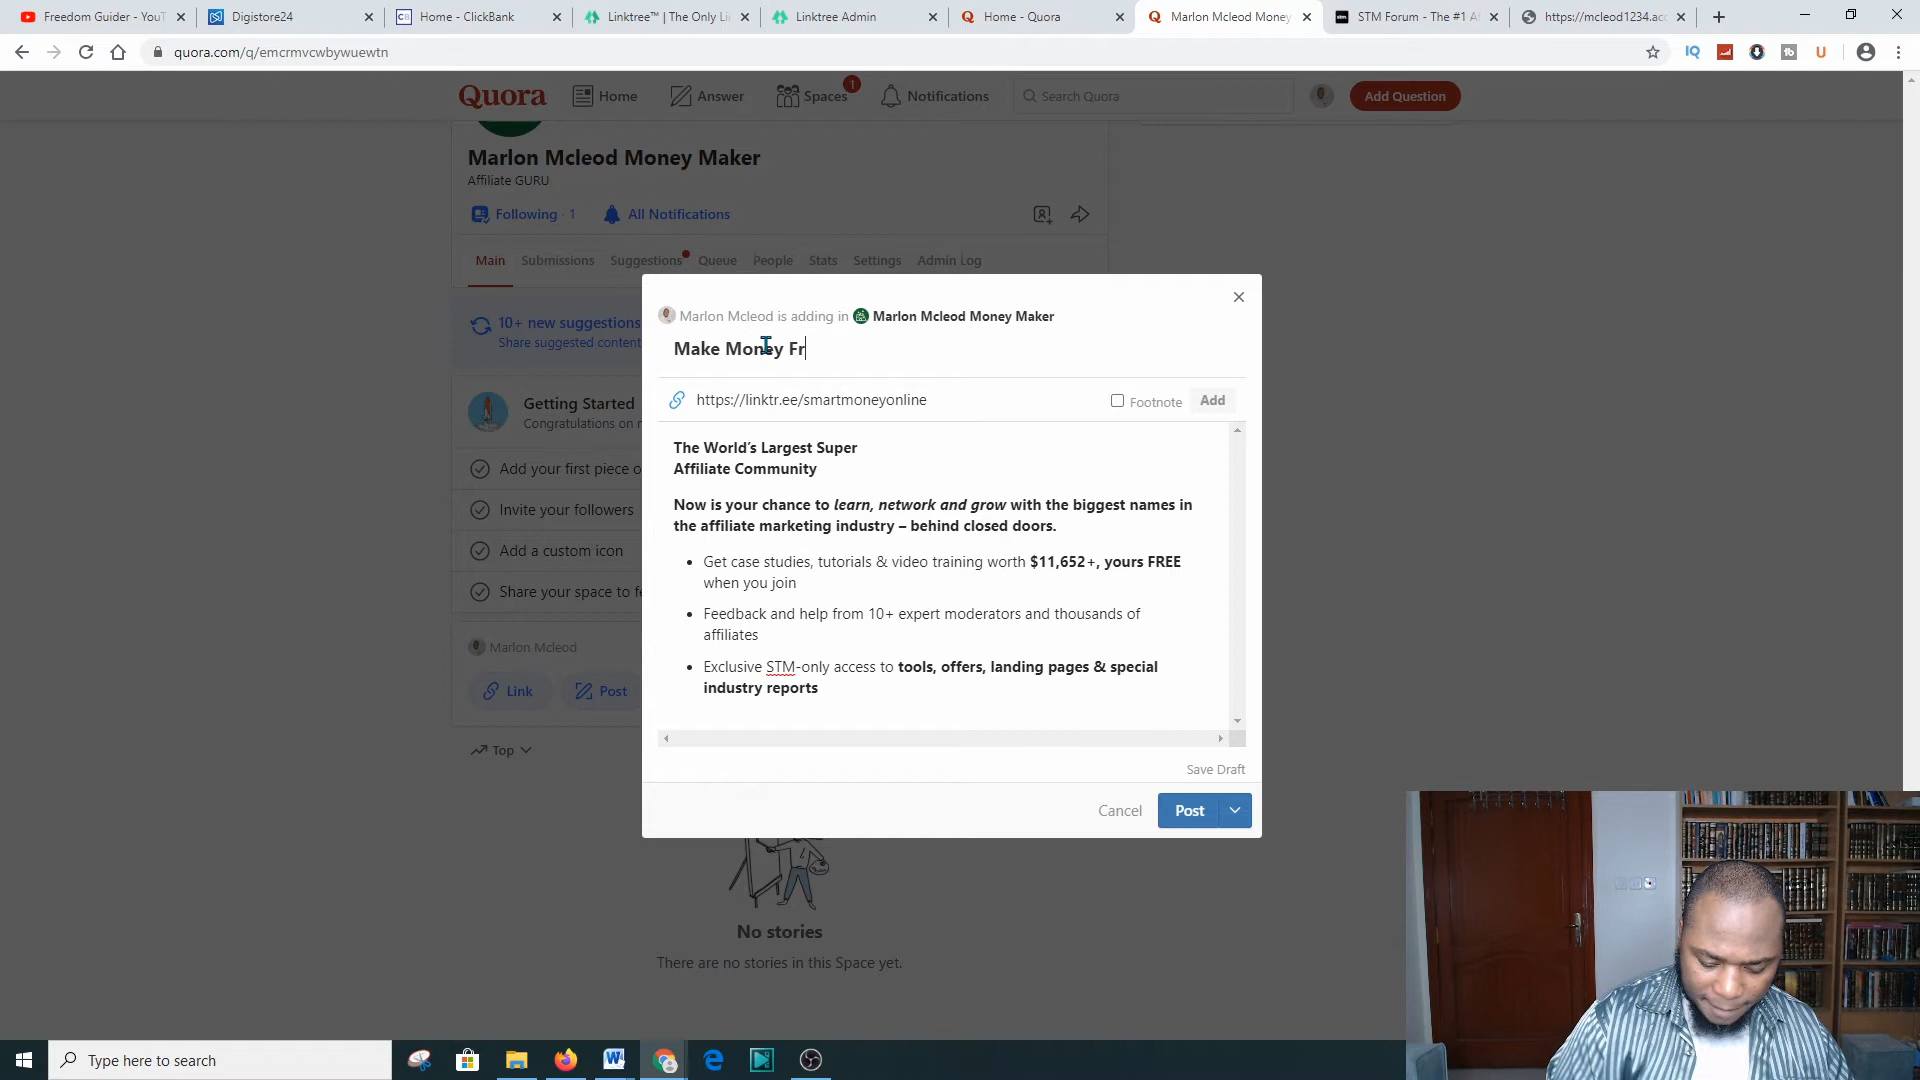 Freedom Guider - YouT
Digistore24
Home - ClickBank
Linktree™ | The Only Li
Linktree Admin
Home - Quora
Marlon Mcleod Money
STM Forum - The #1 Af
https://mcleod1234.acc
quora.com/q/emcrmvcwbywuewtn
Quora
Home
Answer
Spaces
1
Notifications
Search Quora
Add Question
Marlon Mcleod Money Maker
Affiliate GURU
Following · 1
All Notifications
Main
Submissions
Suggestions
Queue
People
Stats
Settings
Admin Log
10+ new suggestions
Share suggested content
Getting Started
Congratulations on
Add your first piece o
Invite your followers
Add a custom icon
Share your space to fe
Marlon Mcleod
Link
Post
Top
Marlon Mcleod is adding in Marlon Mcleod Money Maker
Make Money Fr
https://linktr.ee/smartmoneyonline
Footnote
Add
The World's Largest Super
Affiliate Community
Now is your chance to learn, network and grow with the biggest names in
the affiliate marketing industry – behind closed doors.
• Get case studies, tutorials & video training worth $11,652+, yours FREE
when you join
• Feedback and help from 10+ expert moderators and thousands of
affiliates
• Exclusive STM-only access to tools, offers, landing pages & special
industry reports
Save Draft
Cancel
Post
No stories
There are no stories in this Space yet.
Type here to search